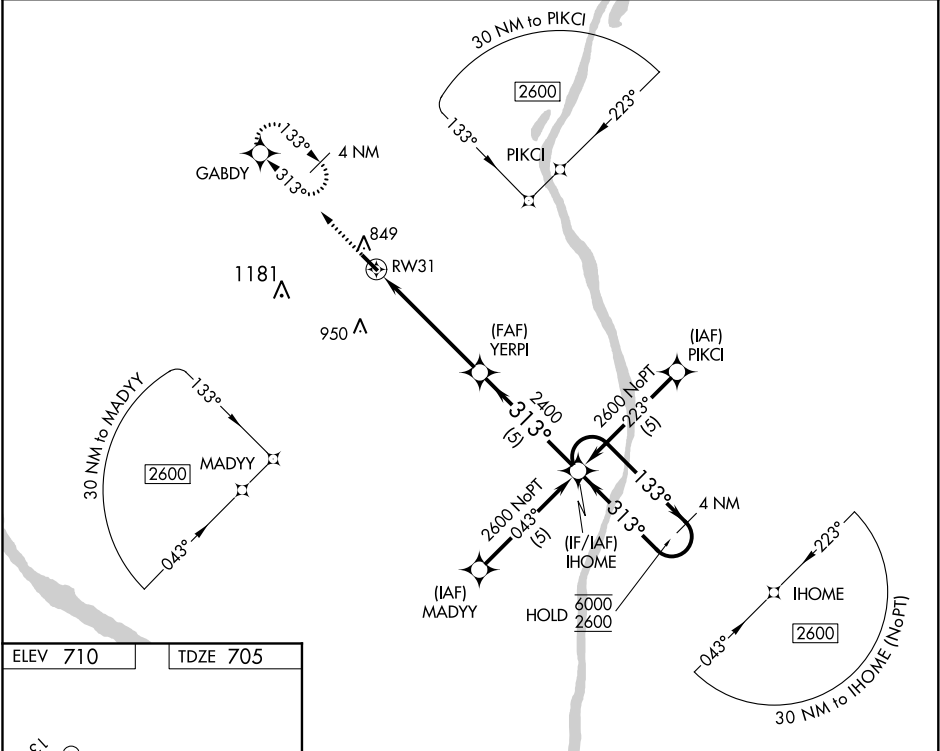 30 NM to PIKCI
2600
133°
223°
PIKCI
133°
4 NM
GABDY
313°
849
RW31
1181
950
(FAF)
YERPI
(IAF)
PIKCI
2400
313°
(5)
2600 NoPT
223°
(5)
30 NM to MADYY
133°
2600
MADYY
043°
2600 NoPT
043°
(5)
133°
313°
4 NM
(IF/IAF)
IHOME
(IAF)
MADYY
HOLD
6000
2600
223°
IHOME
2600
043°
30 NM to IHOME (NoPT)
ELEV 710
TDZE 705